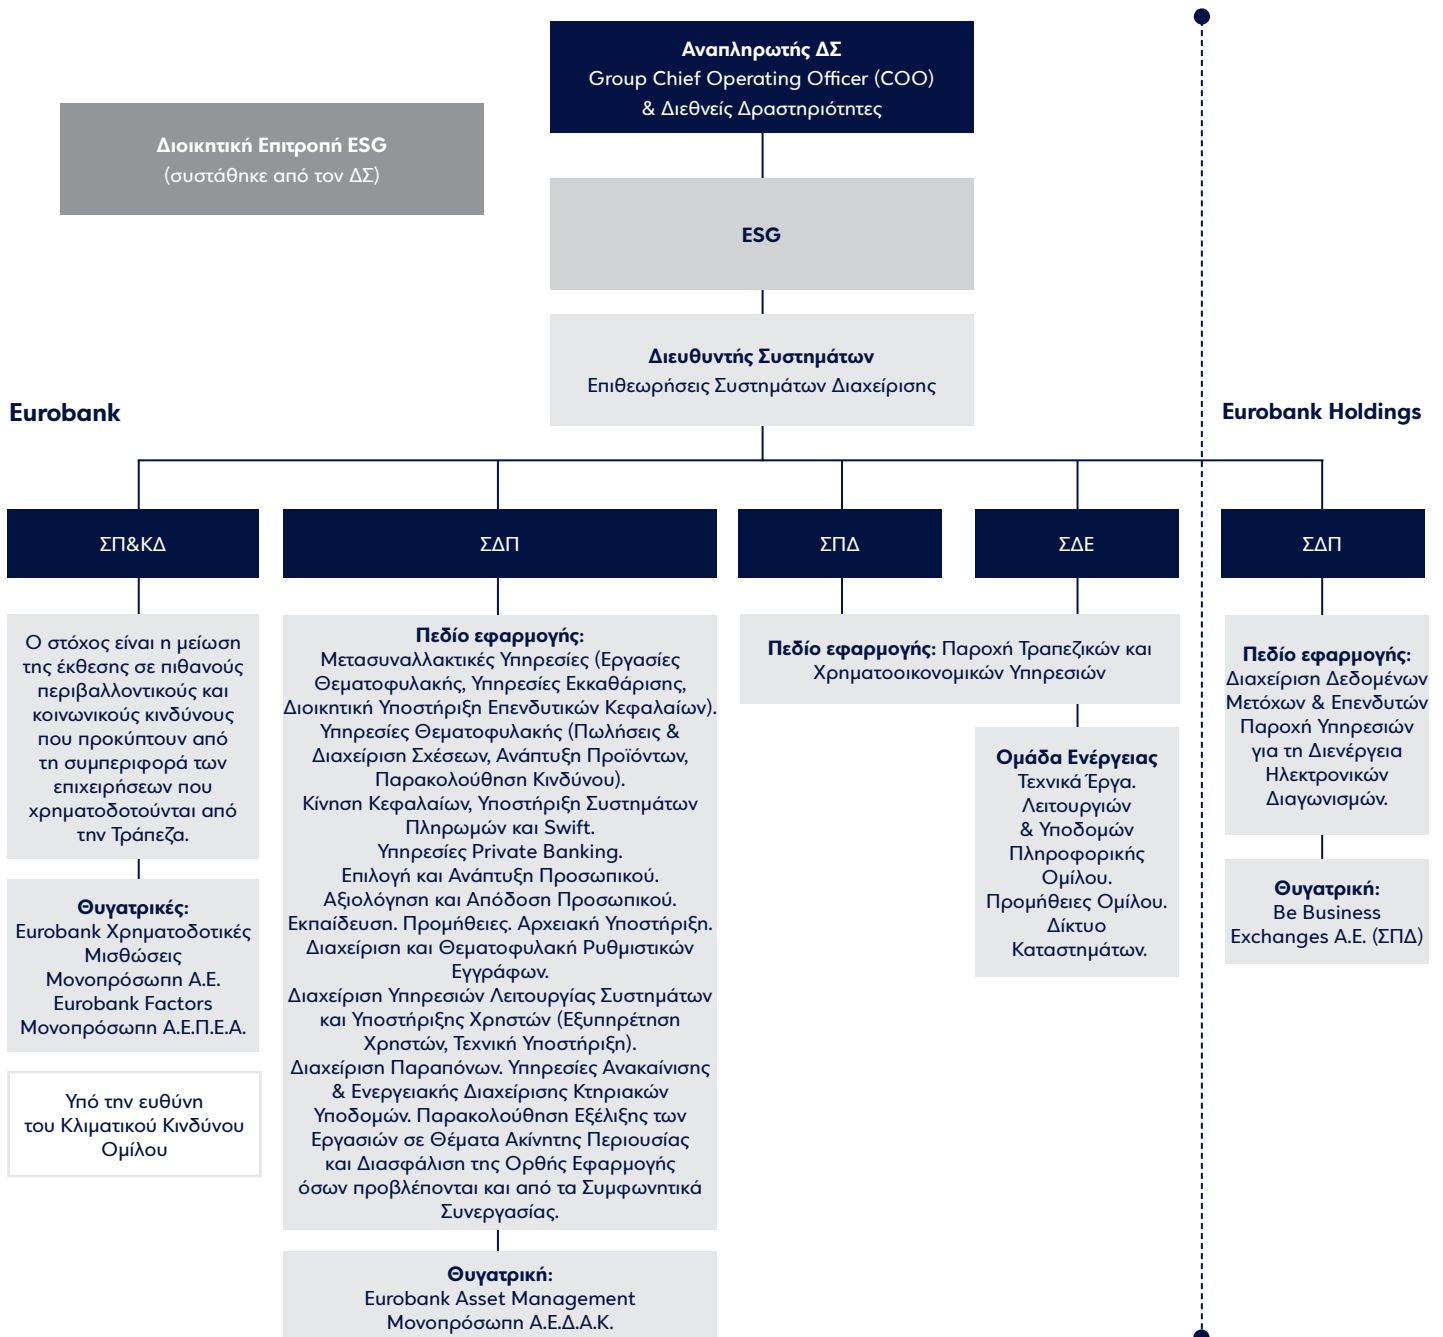 Αναπληρωτής ΔΣ
Group Chief Operating Officer (COO)
& Διεθνείς Δραστηριότητες
Διοικητική Επιτροπή ESG
(συστάθηκε από τον ΔΣ)
ESG
Διευθυντής Συστημάτων
Επιθεωρήσεις Συστημάτων Διαχείρισης
Eurobank
Eurobank Holdings
ΣΠ&ΚΔ
Ο στόχος είναι η μείωση
της έκθεσης σε πιθανούς
περιβαλλοντικούς και
κοινωνικούς κινδύνους
που προκύπτουν από
τη συμπεριφορά των
επιχειρήσεων που
χρηματοδοτούνται από
την Τράπεζα.
Θυγατρικές:
Eurobank Χρηματοδοτικές
Μισθώσεις
Μονοπρόσωπη Α.Ε.
Eurobank Factors
Μονοπρόσωπη Α.Ε.Π.Ε.Α.
Υπό την ευθύνη
του Κλιματικού Κινδύνου
Ομίλου
ΣΔΠ
Πεδίο εφαρμογής:
Μετασυναλλακτικές Υπηρεσίες (Εργασίες
Θεματοφυλακής, Υπηρεσίες Εκκαθάρισης,
Διοικητική Υποστήριξη Επενδυτικών Κεφαλαίων).
Υπηρεσίες Θεματοφυλακής (Πωλήσεις &
Διαχείριση Σχέσεων, Ανάπτυξη Προϊόντων,
Παρακολούθηση Κινδύνου).
Κίνηση Κεφαλαίων, Υποστήριξη Συστημάτων
Πληρωμών και Swift.
Υπηρεσίες Private Banking.
Επιλογή και Ανάπτυξη Προσωπικού.
Αξιολόγηση και Απόδοση Προσωπικού.
Εκπαίδευση. Προμήθειες. Αρχειακή Υποστήριξη.
Διαχείριση και Θεματοφυλακή Ρυθμιστικών
Εγγράφων.
Διαχείριση Υπηρεσιών Λειτουργίας Συστημάτων
και Υποστήριξης Χρηστών (Εξυπηρέτηση
Χρηστών, Τεχνική Υποστήριξη).
Διαχείριση Παραπόνων. Υπηρεσίες Ανακαίνισης
& Ενεργειακής Διαχείρισης Κτηριακών
Υποδομών. Παρακολούθηση Εξέλιξης των
Εργασιών σε Θέματα Ακίνητης Περιουσίας
και Διασφάλιση της Ορθής Εφαρμογής
όσων προβλέπονται και από τα Συμφωνητικά
Συνεργασίας.
Θυγατρική:
Eurobank Asset Management
Μονοπρόσωπη Α.Ε.Δ.Α.Κ.
ΣΠΔ
ΣΔΕ
Πεδίο εφαρμογής: Παροχή Τραπεζικών και
Χρηματοοικονομικών Υπηρεσιών
Ομάδα Ενέργειας
Τεχνικά Έργα.
Λειτουργιών
& Υποδομών
Πληροφορικής
Ομίλου.
Προμήθειες Ομίλου.
Δίκτυο
Καταστημάτων.
ΣΔΠ
Πεδίο εφαρμογής:
Διαχείριση Δεδομένων
Μετόχων & Επενδυτών
Παροχή Υπηρεσιών
για τη Διενέργεια
Ηλεκτρονικών
Διαγωνισμών.
Θυγατρική:
Be Business
Exchanges Α.Ε. (ΣΠΔ)